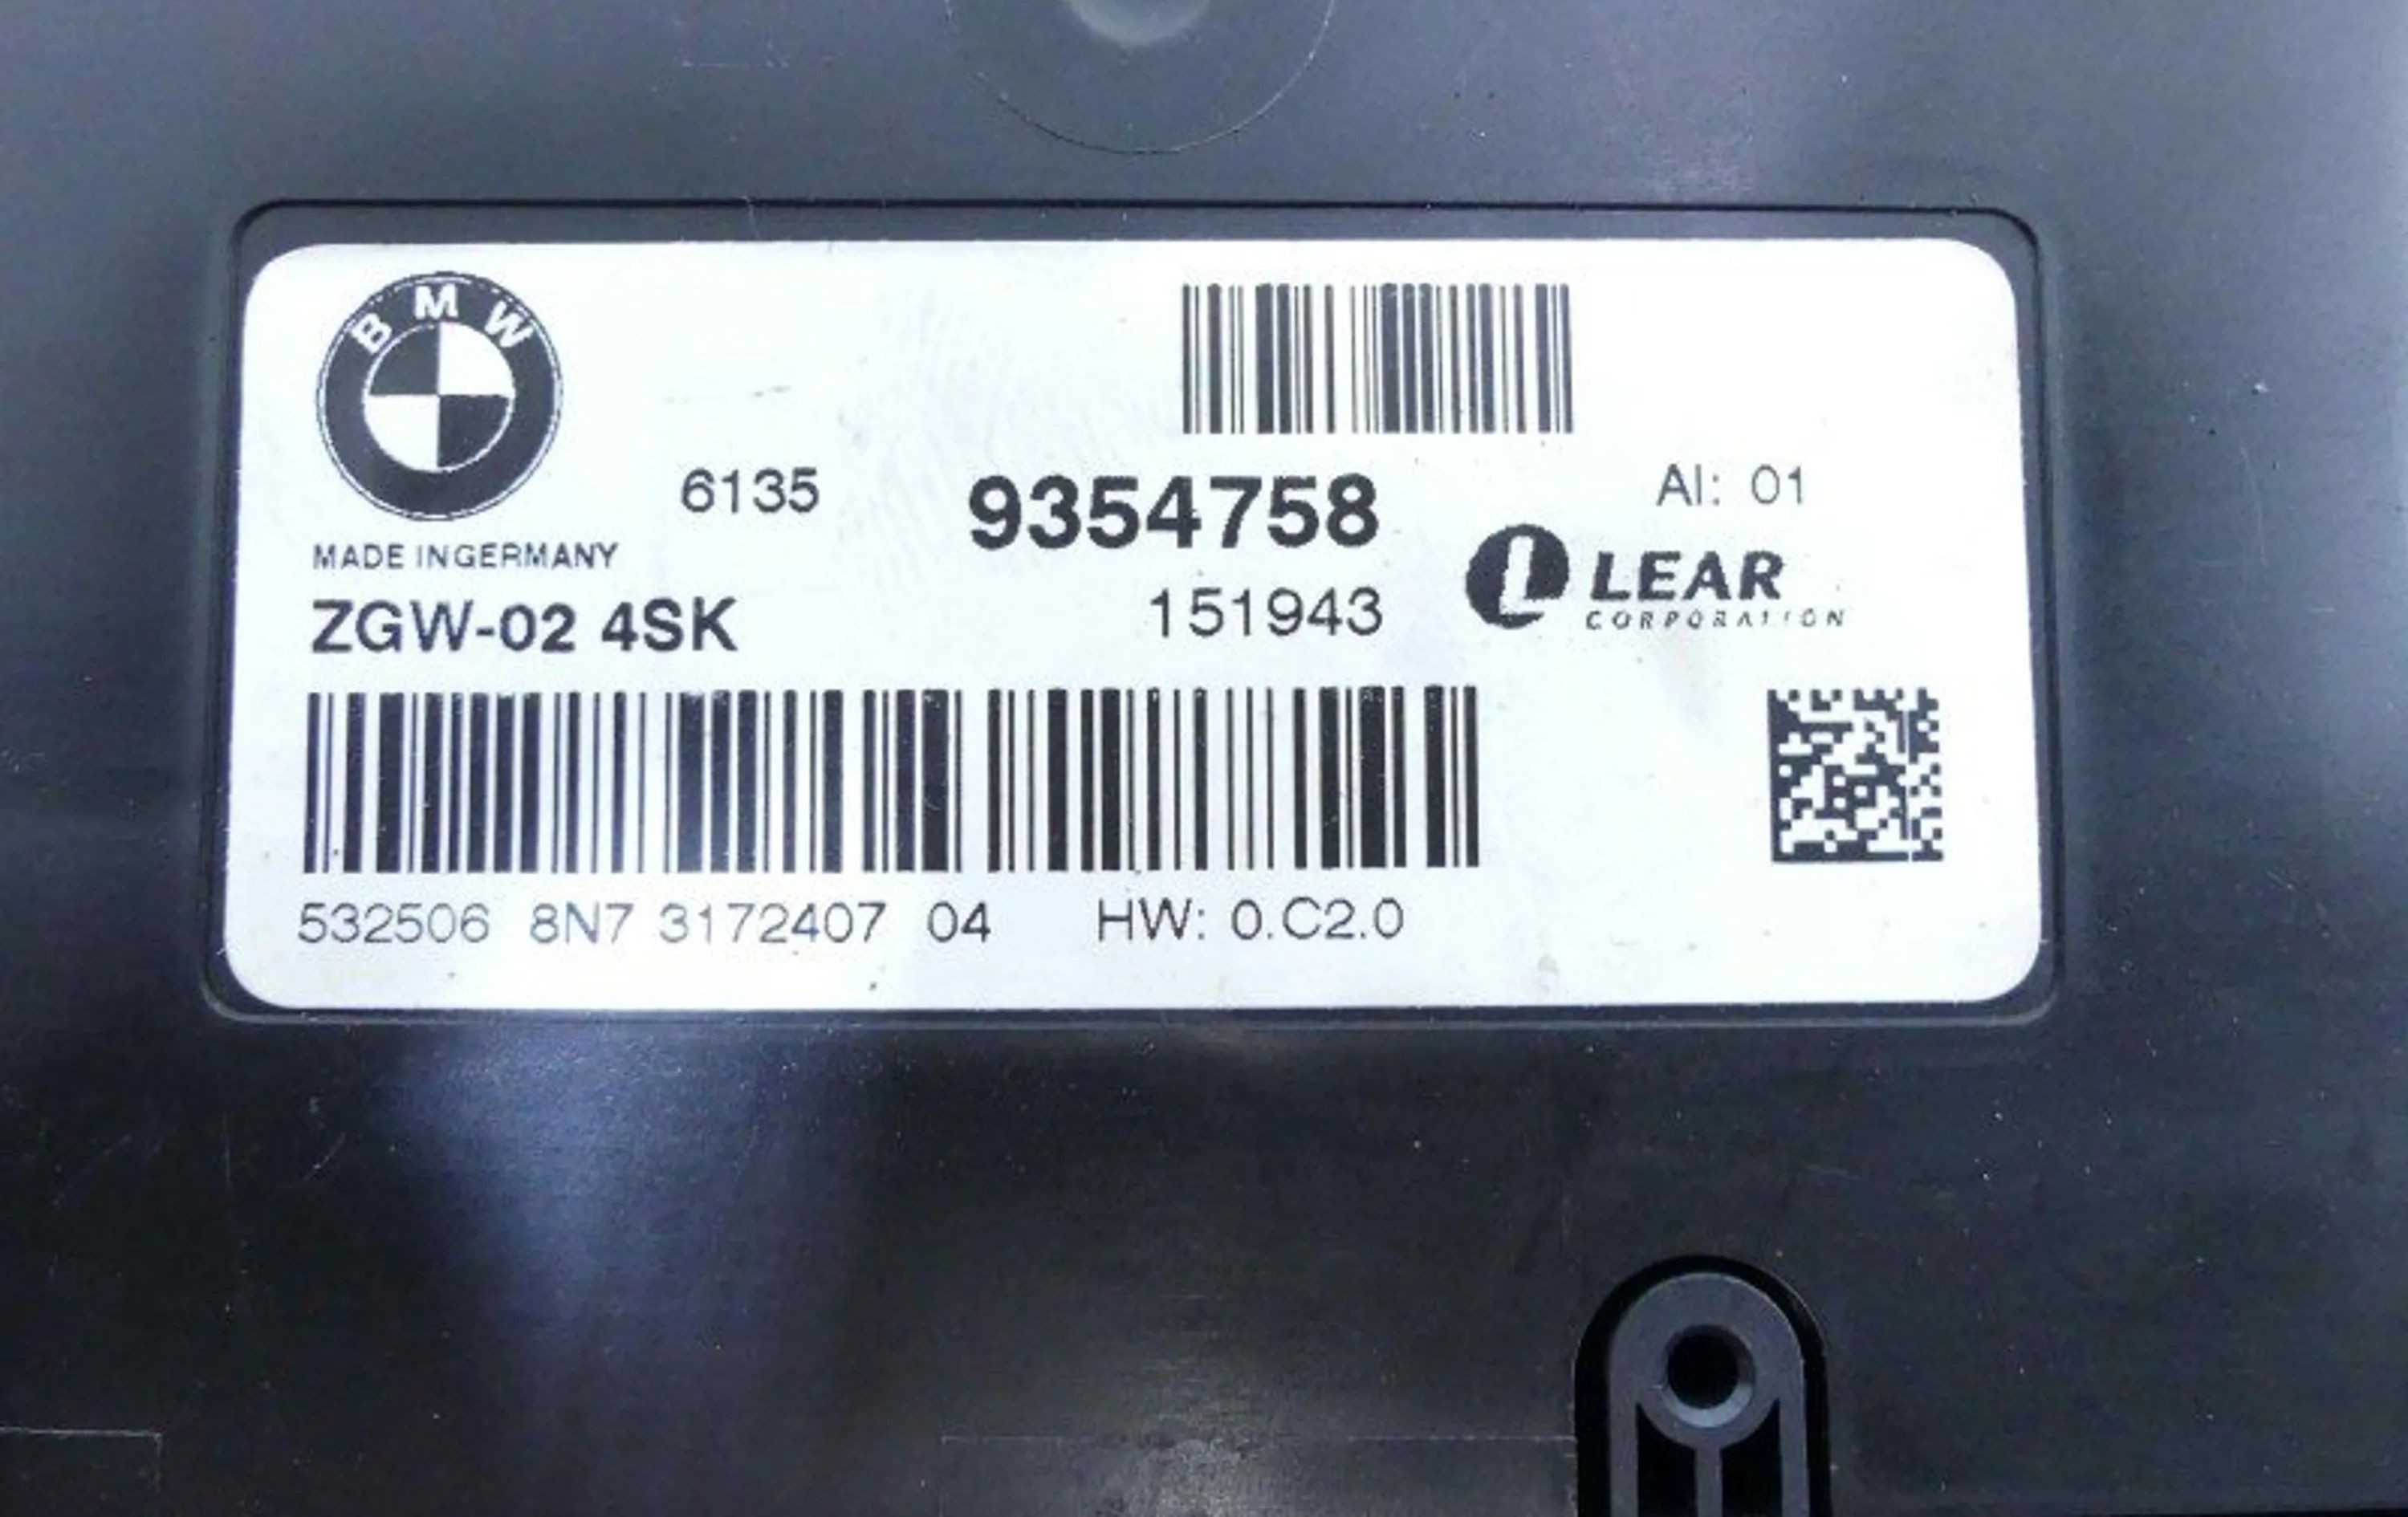 BMW
6135 9354758 AI: 01
MADE INGERMANY
ZGW-02 4SK 151943 LEAR
CORPORATION
532506 8N7 3172407 04 HW: 0.C2.0